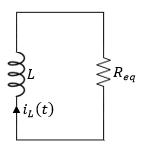 L
R_eq
i_L(t)